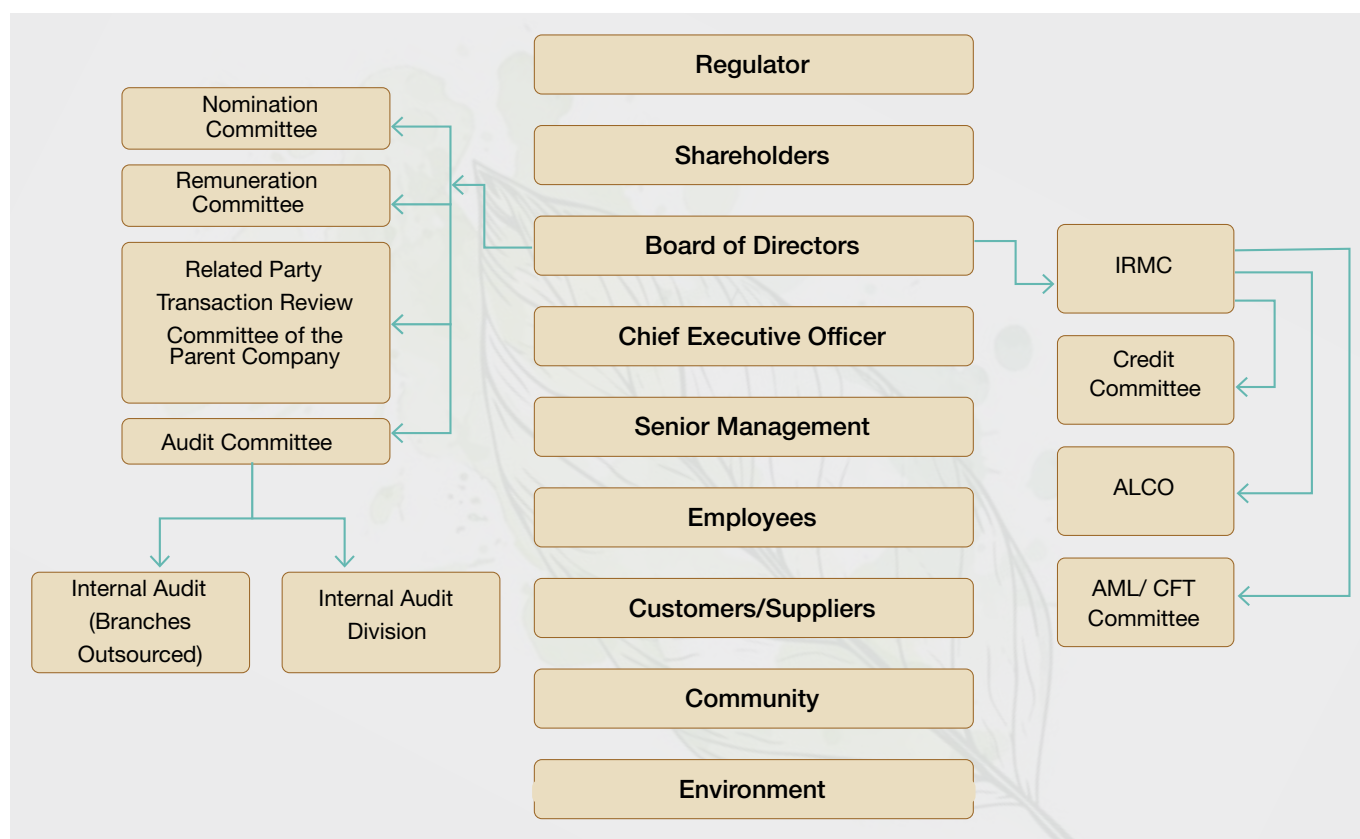 Nomination
Committee
Remuneration
Committee
Related Party
Transaction Review
Committee of the
Parent Company
Audit Committee
Internal Audit
(Branches
Outsourced)
Internal Audit
Division
Regulator
Shareholders
Board of Directors
Chief Executive Officer
Senior Management
Employees
Customers/Suppliers
Community
Environment
IRMC
Credit
Committee
ALCO
AML/ CFT
Committee